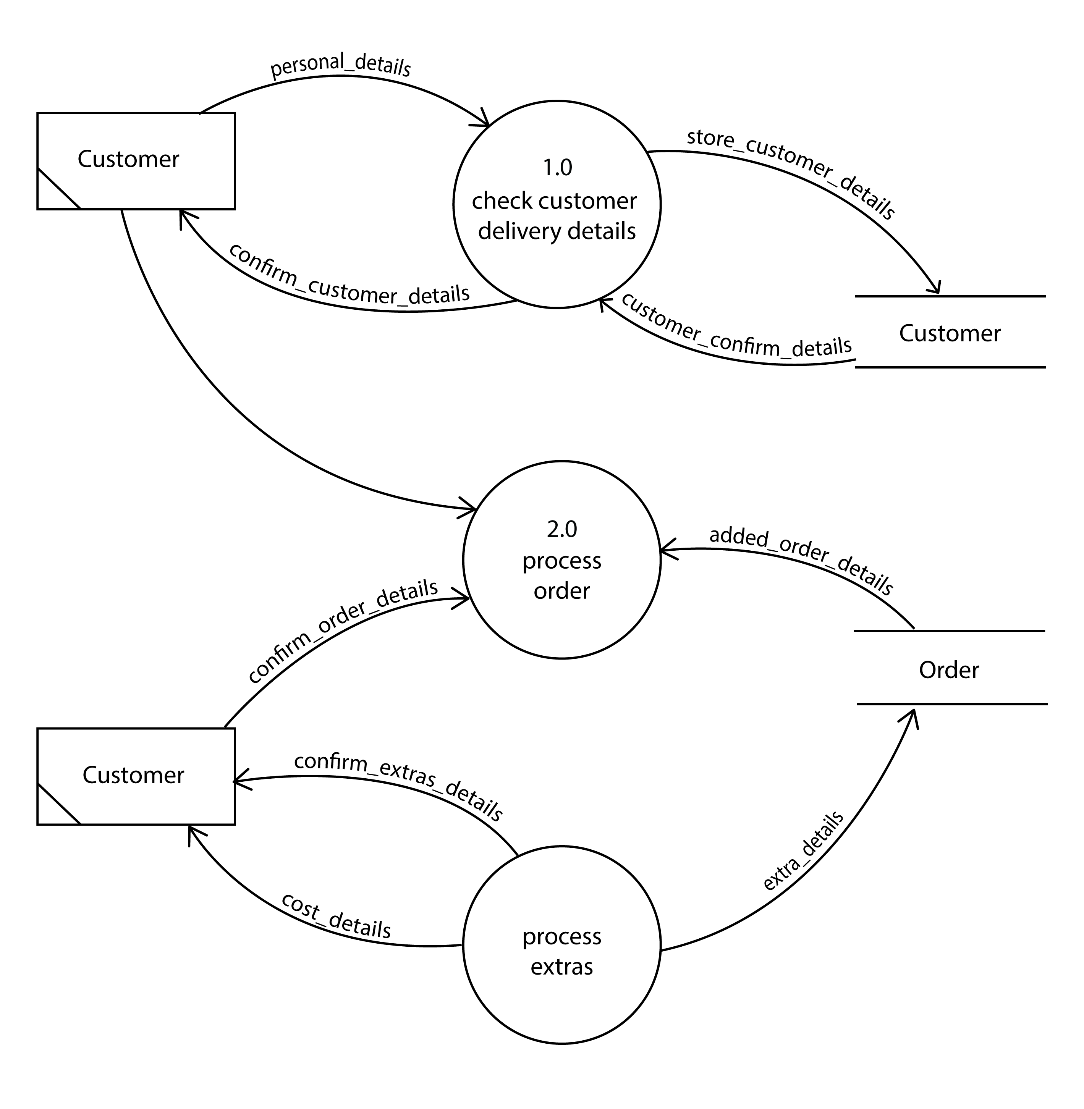 personal_details
Customer
1.0
check customer
delivery details
store_customer_details
confirm_customer_details
customer_confirm_details
Customer
2.0
process
order
added_order_details
confirm_order_details
Order
Customer
confirm_extras_details
extra_details
cost_details
process
extras